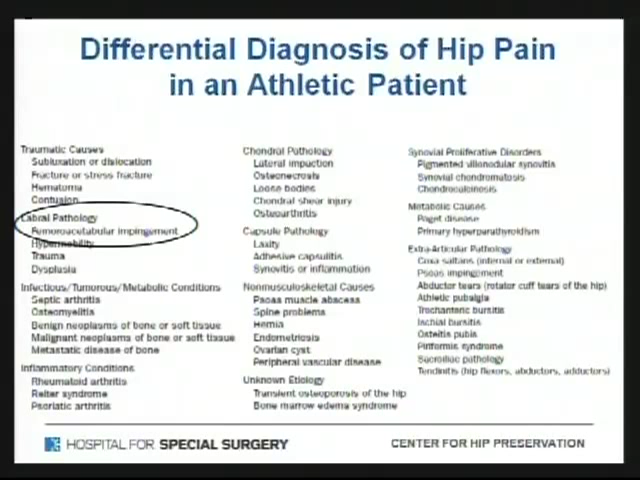 Differential Diagnosis of Hip Pain
in an Athletic Patient
Traumatic Causes
Subluxation or dislocation
Fracture or stress fracture
Hematoma
Contusion
Labral Pathology
Femoroacetabular impingement
Hypermobility
Trauma
Dysplasia
Infectious/Tumorous/Metabolic Conditions
Septic arthritis
Osteomyelitis
Benign neoplasms of bone or soft tissue
Malignant neoplasms of bone or soft tissue
Metastatic disease of bone
Inflammatory Conditions
Rheumatoid arthritis
Reiter syndrome
Psoriatic arthritis
Chondral Pathology
Lateral impaction
Osteonecrosis
Loose bodies
Chondral shear injury
Osteoarthritis
Capsule Pathology
Laxity
Adhesive capsulitis
Synovitis or inflammation
Nonmusculoskeletal Causes
Psoas muscle abscess
Spine problems
Hernia
Endometriosis
Ovarian cyst
Peripheral vascular disease
Unknown Etiology
Transient osteoporosis of the hip
Bone marrow edema syndrome
Synovial Proliferative Disorders
Pigmented villonodular synovitis
Synovial chondromatosis
Chondrocalcinosis
Metabolic Causes
Paget disease
Primary hyperparathyroidism
Extra-Articular Pathology
Coxa saltans (internal or external)
Psoas impingement
Abductor tears (rotator cuff tears of the hip)
Athletic pubalgia
Trochanteric bursitis
Ischial bursitis
Osteitis pubis
Piriformis syndrome
Sacroiliac pathology
Tendinitis (hip flexors, abductors, adductors)
HOSPITAL FOR SPECIAL SURGERY
CENTER FOR HIP PRESERVATION